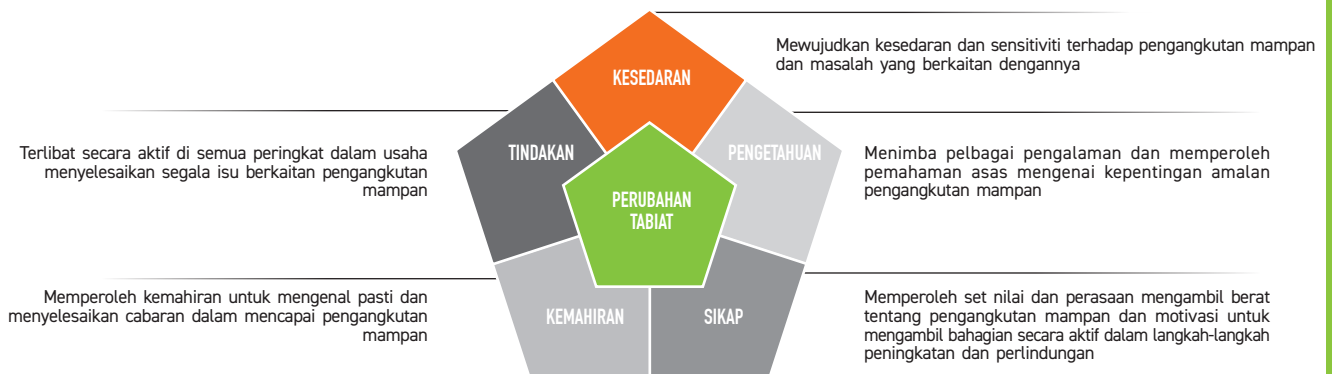 KESEDARAN
Mewujudkan kesedaran dan sensitiviti terhadap pengangkutan mampan
dan masalah yang berkaitan dengannya
PENGETAHUAN
Menimba pelbagai pengalaman dan memperoleh
pemahaman asas mengenai kepentingan amalan
pengangkutan mampan
SIKAP
Memperoleh set nilai dan perasaan mengambil berat
tentang pengangkutan mampan dan motivasi untuk
mengambil bahagian secara aktif dalam langkah-langkah
peningkatan dan perlindungan
KEMAHIRAN
Memperoleh kemahiran untuk mengenal pasti dan
menyelesaikan cabaran dalam mencapai pengangkutan
mampan
TINDAKAN
Terlibat secara aktif di semua peringkat dalam usaha
menyelesaikan segala isu berkaitan pengangkutan
mampan
PERUBAHAN
TABIAT